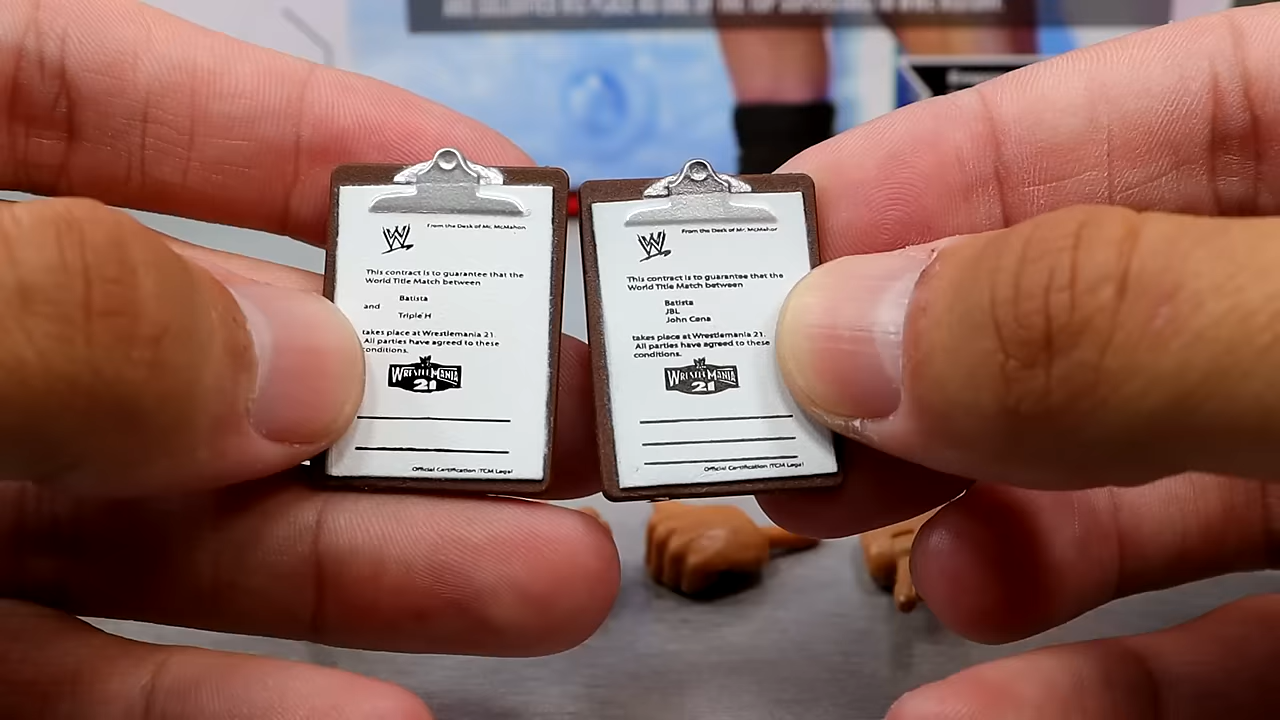 From the Desk of Mr. McMahon
This contract is to guarantee that the
World Title Match between
Batista
and
Triple H
takes place at Wrestlemania 21.
All parties have agreed to these
conditions.
WRESTLEMANIA
21
Official Certification (TCM Legal
From the Desk of Mr. McMahon
This contract is to guarantee that the
World Title Match between
Batista
JBL
John Cena
takes place at Wrestlemania 21.
All parties have agreed to these
conditions.
WRESTLEMANIA
21
Official Certification (TCM Legal